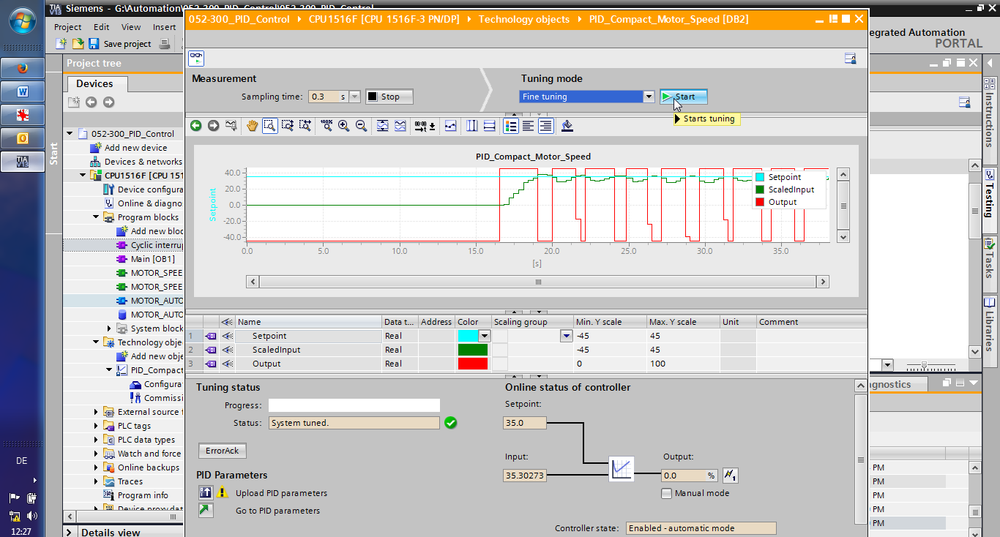 Siemens - G:\Automation\052-300_PID_Control\052-300_PID_Control
052-300_PID_Control › CPU1516F [CPU 1516F-3 PN/DP] › Technology objects › PID_Compact_Motor_Speed [DB2]
Project Edit View Insert
egrated Automation
PORTAL
Save project
Project tree
Devices
Start
052-300_PID_Control
Add new device
Devices & networks
CPU1516F [CPU 151
Device configura
Online & diagno
Program blocks
Add new bloc
Cyclic interrup
Main [OB1]
MOTOR_SPEE
MOTOR_SPEE
MOTOR_AUTO
MOTOR_AUTO
System block
Technology obje
Add new obje
PID_Compact
Configurat
Commissi
External source f
PLC tags
PLC data types
Watch and force
Online backups
Traces
Program info
Device proxy data
Details view
Measurement
Sampling time: 0.3 s Stop
Tuning mode
Fine tuning Start
Starts tuning
PID_Compact_Motor_Speed
Setpoint
40.0
20.0
0.0
-20.0
-40.0
0.0 5.0 10.0 15.0 20.0 25.0 30.0 35.0
[s]
Setpoint
ScaledInput
Output
Name Data t... Address Color Scaling group Min. Y scale Max. Y scale Unit Comment
1 Setpoint Real -45 45
2 ScaledInput Real -45 45
3 Output Real 0 100
Tuning status
Progress:
Status: System tuned.
ErrorAck
PID Parameters
Upload PID parameters
Go to PID parameters
Online status of controller
Setpoint:
35.0
Input:
35.30273
Output:
0.0 %
Manual mode
Controller state: Enabled - automatic mode
Instructions
Testing
Tasks
Libraries
agnostics
PM
PM
PM
PM
PM
TIA
V13
DE
12:27